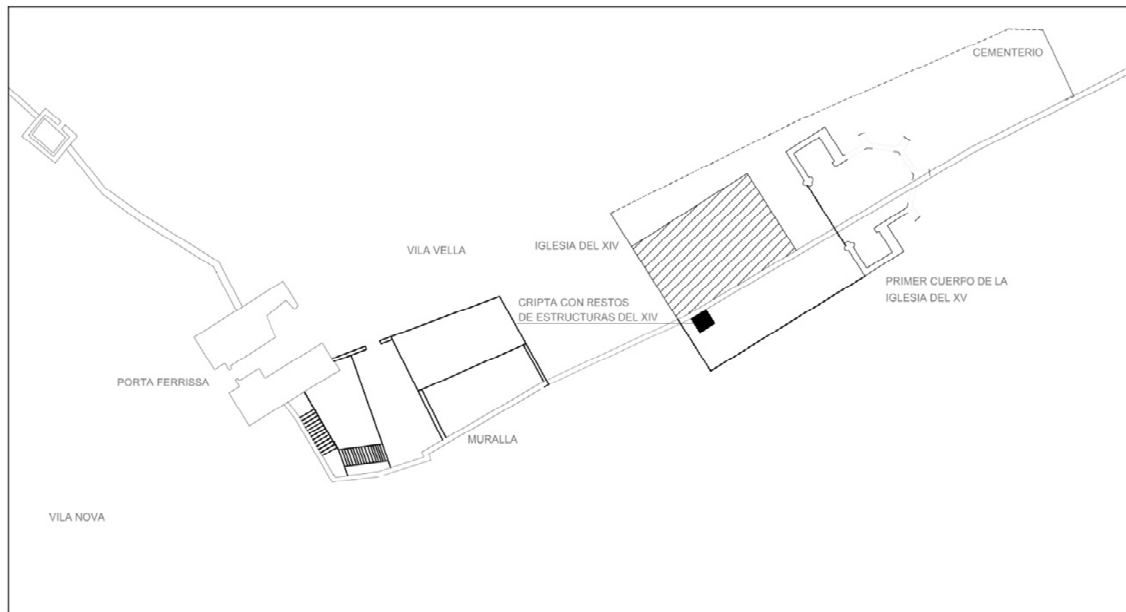 CEMENTERIO
VILA VELLA
IGLESIA DEL XIV
PRIMER CUERPO DE LA
IGLESIA DEL XV
CRIPTA CON RESTOS
DE ESTRUCTURAS DEL XIV
PORTA FERRISSA
MURALLA
VILA NOVA